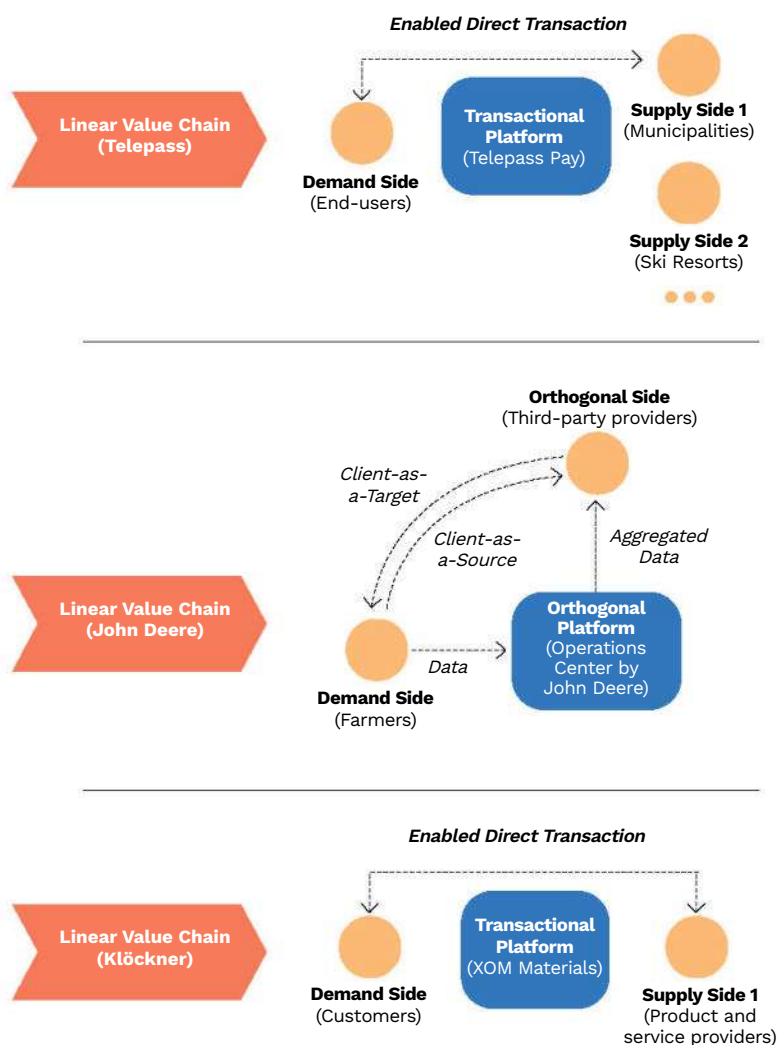 Enabled Direct Transaction
Linear Value Chain
(Telepass)
Demand Side
(End-users)
Transactional
Platform
(Telepass Pay)
Supply Side 1
(Municipalities)
Supply Side 2
(Ski Resorts)
Orthogonal Side
(Third-party providers)
Client-as-
a-Target
Client-as-
a-Source
Aggregated
Data
Linear Value Chain
(John Deere)
Demand Side
(Farmers)
Data
Orthogonal
Platform
(Operations
Center by
John Deere)
Enabled Direct Transaction
Linear Value Chain
(Klöckner)
Demand Side
(Customers)
Transactional
Platform
(XOM Materials)
Supply Side 1
(Product and
service providers)